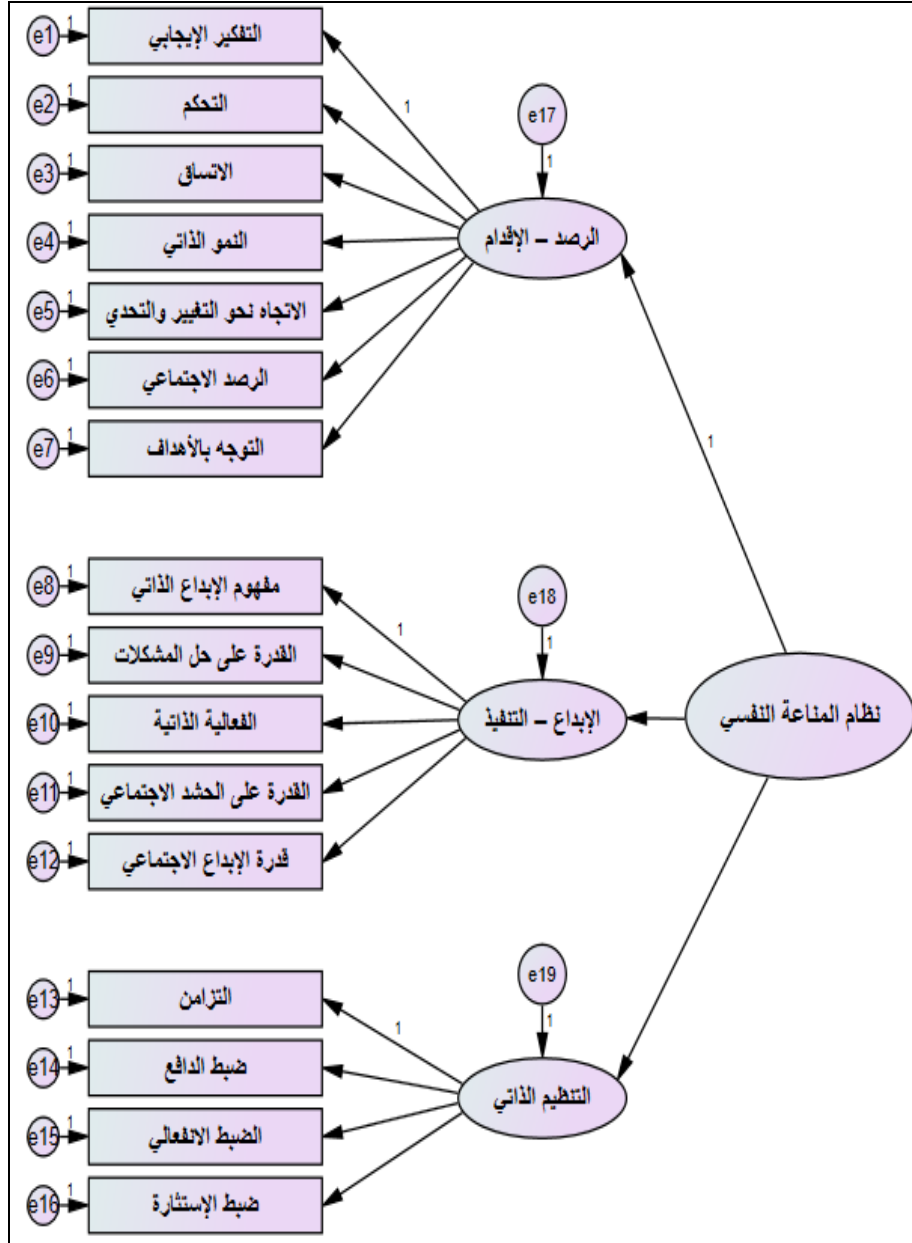 e1 1 التفكير الإيجابي
e2 1 التحكم
e3 1 الاتساق
e4 1 النمو الذاتي
e5 1 الاتجاه نحو التغيير والتحدي
e6 1 الرصد الاجتماعي
e7 1 التوجه بالأهداف
1
e17
1
الرصد – الإقدام
1
e8 1 مفهوم الإبداع الذاتي
e9 1 القدرة على حل المشكلات
e10 1 الفعالية الذاتية
e11 1 القدرة على الحشد الاجتماعي
e12 1 قدرة الإبداع الاجتماعي
1
e18
1
الإبداع – التنفيذ
نظام المناعة النفسي
e13 1 التزامن
e14 1 ضبط الدافع
e15 1 الضبط الانفعالي
e16 1 ضبط الإستثارة
1
e19
1
التنظيم الذاتي